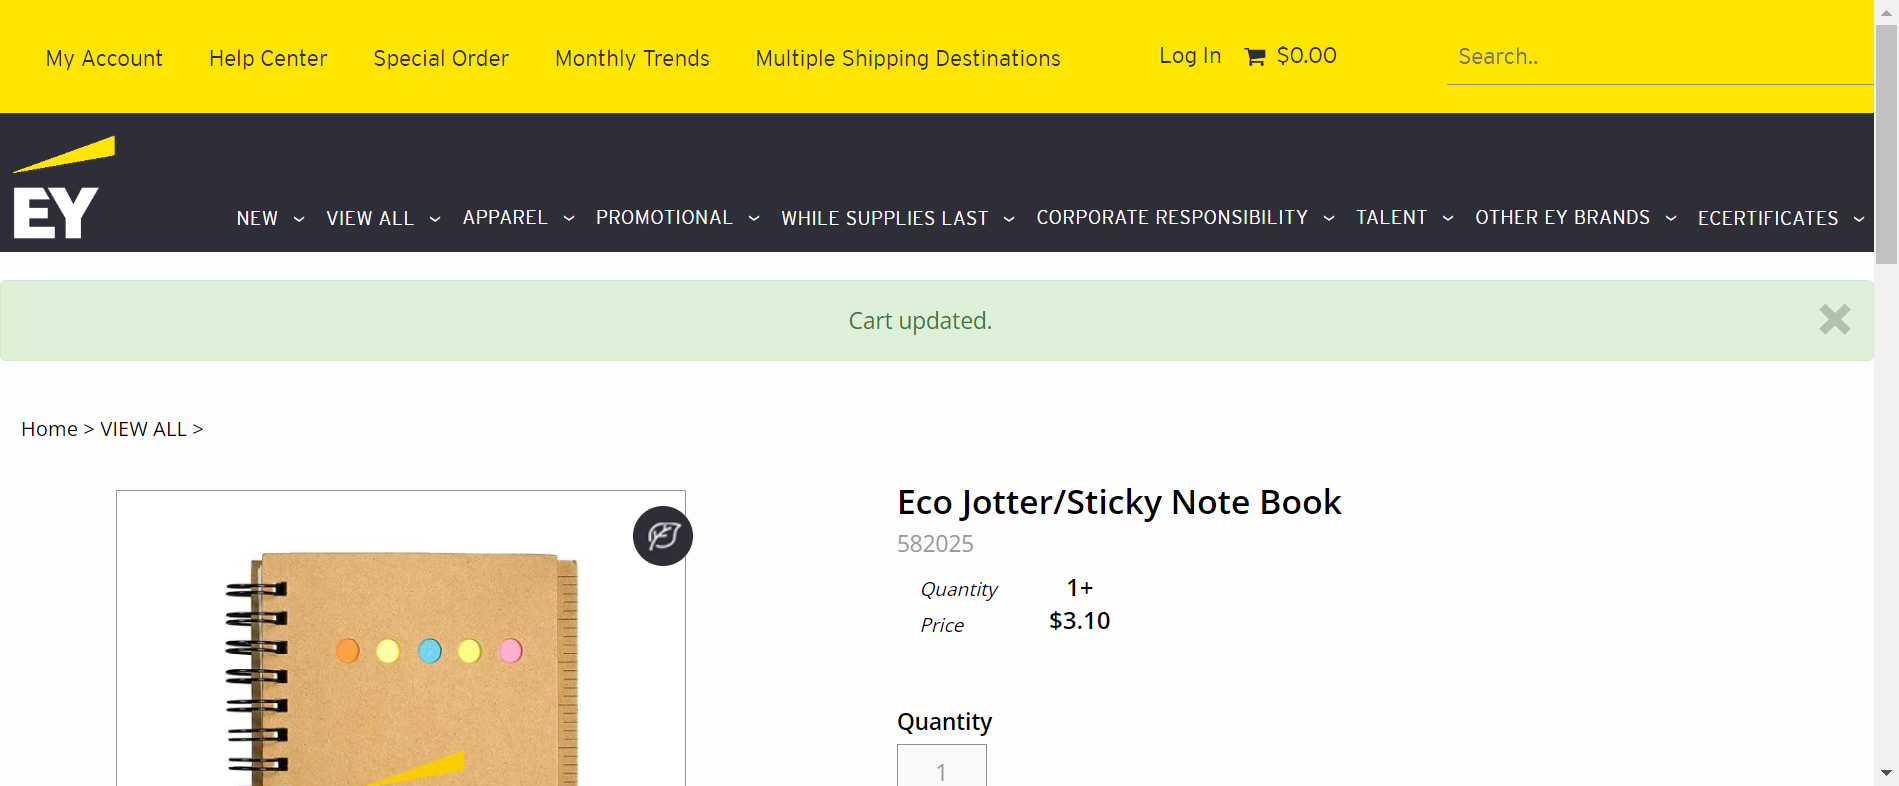 My Account Help Center Special Order Monthly Trends Multiple Shipping Destinations Log In $0.00 Search..
EY
NEW VIEW ALL APPAREL PROMOTIONAL WHILE SUPPLIES LAST CORPORATE RESPONSIBILITY TALENT OTHER EY BRANDS ECERTIFICATES
Cart updated.
Home > VIEW ALL >
Eco Jotter/Sticky Note Book
582025
Quantity 1+
Price $3.10
Quantity
1